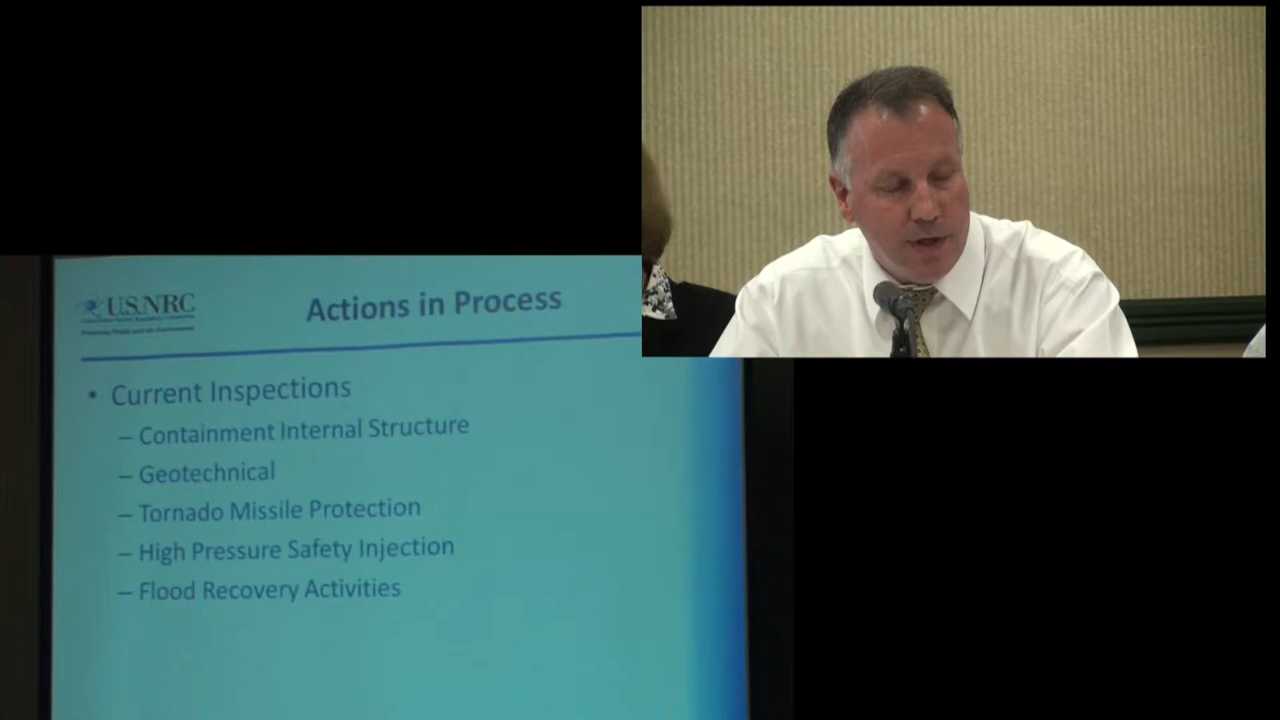 U.S.NRC
Actions in Process
• Current Inspections
– Containment Internal Structure
– Geotechnical
– Tornado Missile Protection
– High Pressure Safety Injection
– Flood Recovery Activities